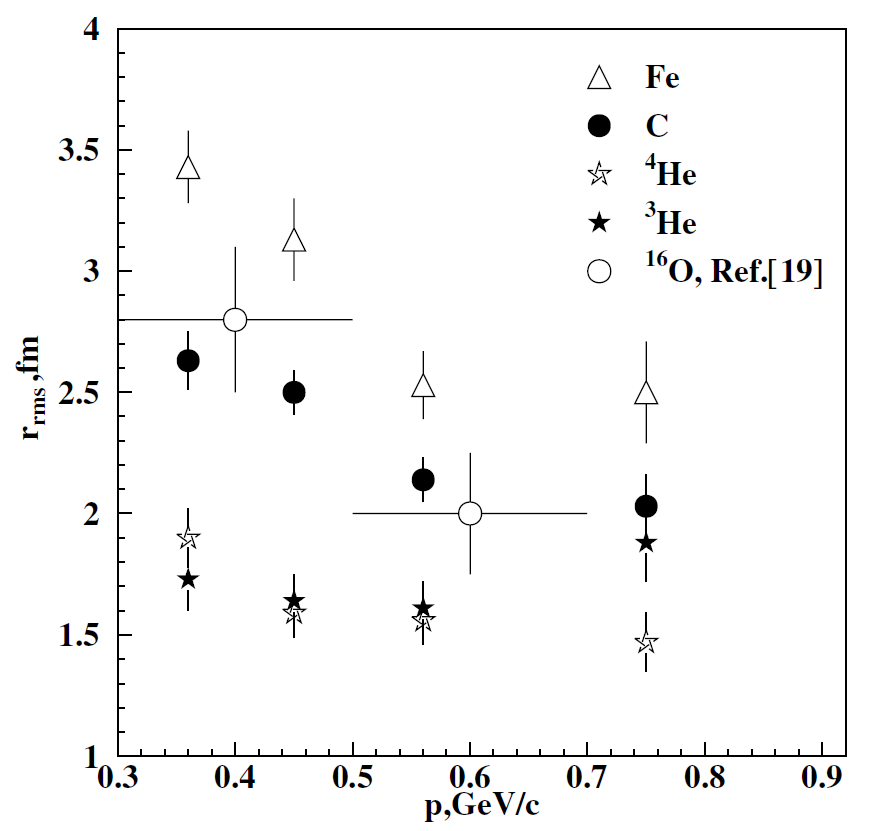 4
3.5
3
2.5
2
1.5
1
0.3 0.4 0.5 0.6 0.7 0.8 0.9
r_rms,fm
p,GeV/c
Fe
C
⁴He
³He
¹⁶O, Ref.[19]